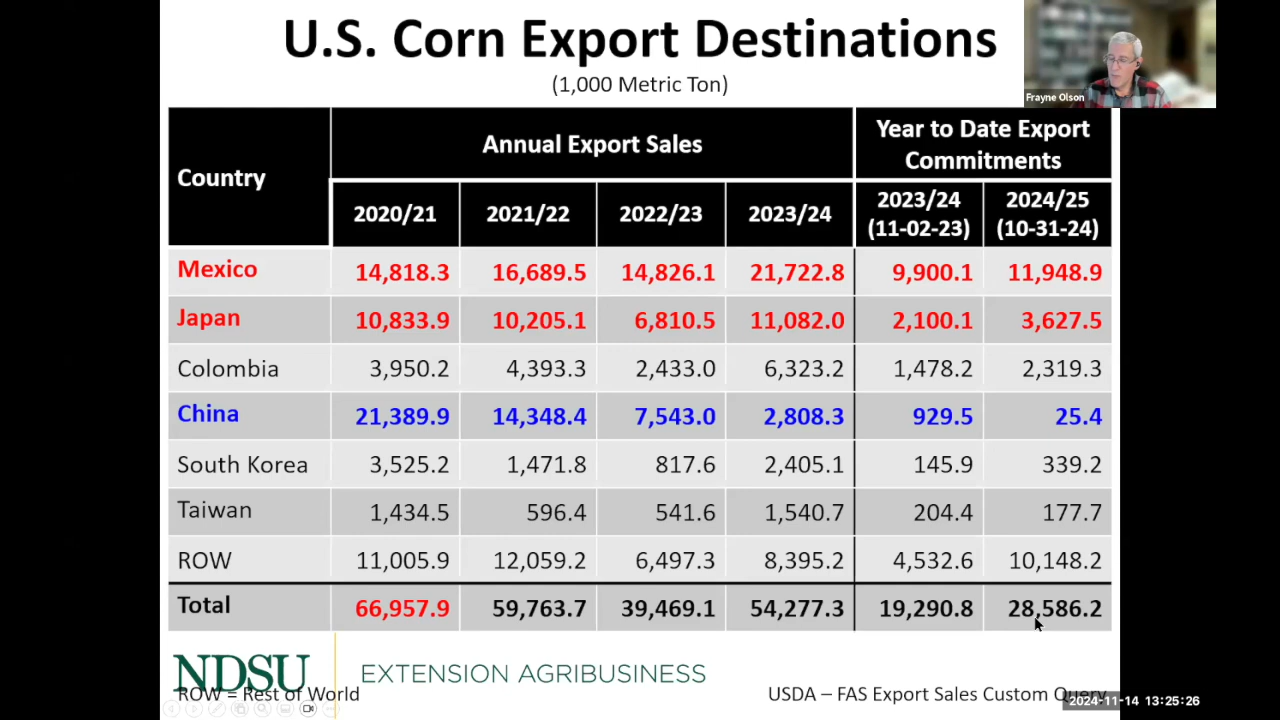 U.S. Corn Export Destinations
(1,000 Metric Ton)
Frayne Olson
Country
Annual Export Sales
Year to Date Export
Commitments
2020/21 2021/22 2022/23 2023/24 2023/24 (11-02-23) 2024/25 (10-31-24)
Mexico 14,818.3 16,689.5 14,826.1 21,722.8 9,900.1 11,948.9
Japan 10,833.9 10,205.1 6,810.5 11,082.0 2,100.1 3,627.5
Colombia 3,950.2 4,393.3 2,433.0 6,323.2 1,478.2 2,319.3
China 21,389.9 14,348.4 7,543.0 2,808.3 929.5 25.4
South Korea 3,525.2 1,471.8 817.6 2,405.1 145.9 339.2
Taiwan 1,434.5 596.4 541.6 1,540.7 204.4 177.7
ROW 11,005.9 12,059.2 6,497.3 8,395.2 4,532.6 10,148.2
Total 66,957.9 59,763.7 39,469.1 54,277.3 19,290.8 28,586.2
NDSU EXTENSION AGRIBUSINESS
ROW = Rest of World
USDA – FAS Export Sales Custom Query
2024-11-14 13:25:26